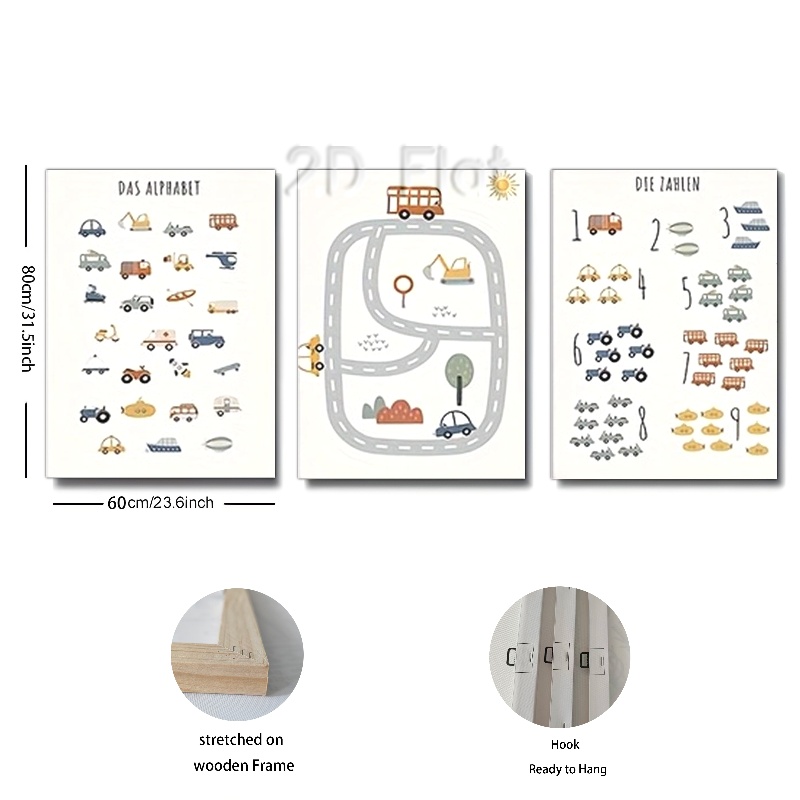 2D Flat
DAS ALPHABET
DIE ZAHLEN
1
2
3
4
5
6
7
8
9
80cm/31.5inch
60cm/23.6inch
stretched on
wooden Frame
Hook
Ready to Hang